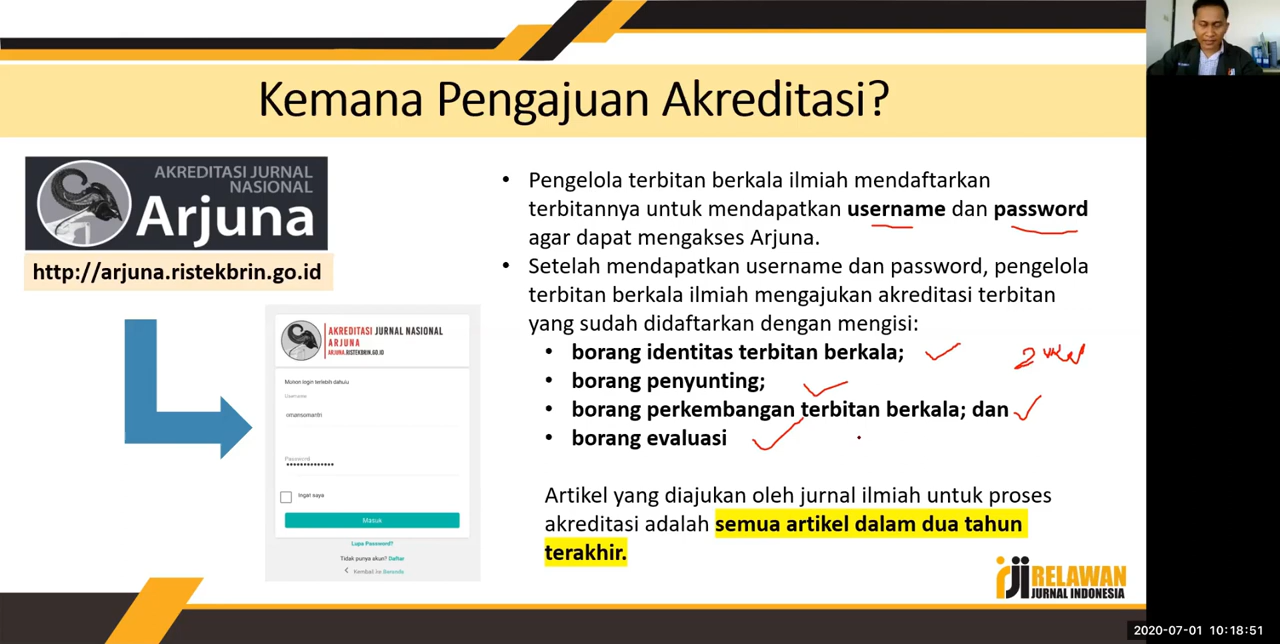 Kemana Pengajuan Akreditasi?
AKREDITASI JURNAL
NASIONAL
Arjuna
http://arjuna.ristekbrin.go.id
AKREDITASI JURNAL NASIONAL
ARJUNA
ARJUNA.RISTEKBRIN.GO.ID
Mohon login terlebih dahulu
Username
omansomantri
Password
••••••••••••••
Ingat saya
Masuk
Lupa Password?
Tidak punya akun? Daftar
Kembali ke Beranda
• Pengelola terbitan berkala ilmiah mendaftarkan
terbitannya untuk mendapatkan username dan password
agar dapat mengakses Arjuna.
• Setelah mendapatkan username dan password, pengelola
terbitan berkala ilmiah mengajukan akreditasi terbitan
yang sudah didaftarkan dengan mengisi:
• borang identitas terbitan berkala;
• borang penyunting;
• borang perkembangan terbitan berkala; dan
• borang evaluasi
Artikel yang diajukan oleh jurnal ilmiah untuk proses
akreditasi adalah semua artikel dalam dua tahun
terakhir.
rji RELAWAN
JURNAL INDONESIA
2020-07-01 10:18:51